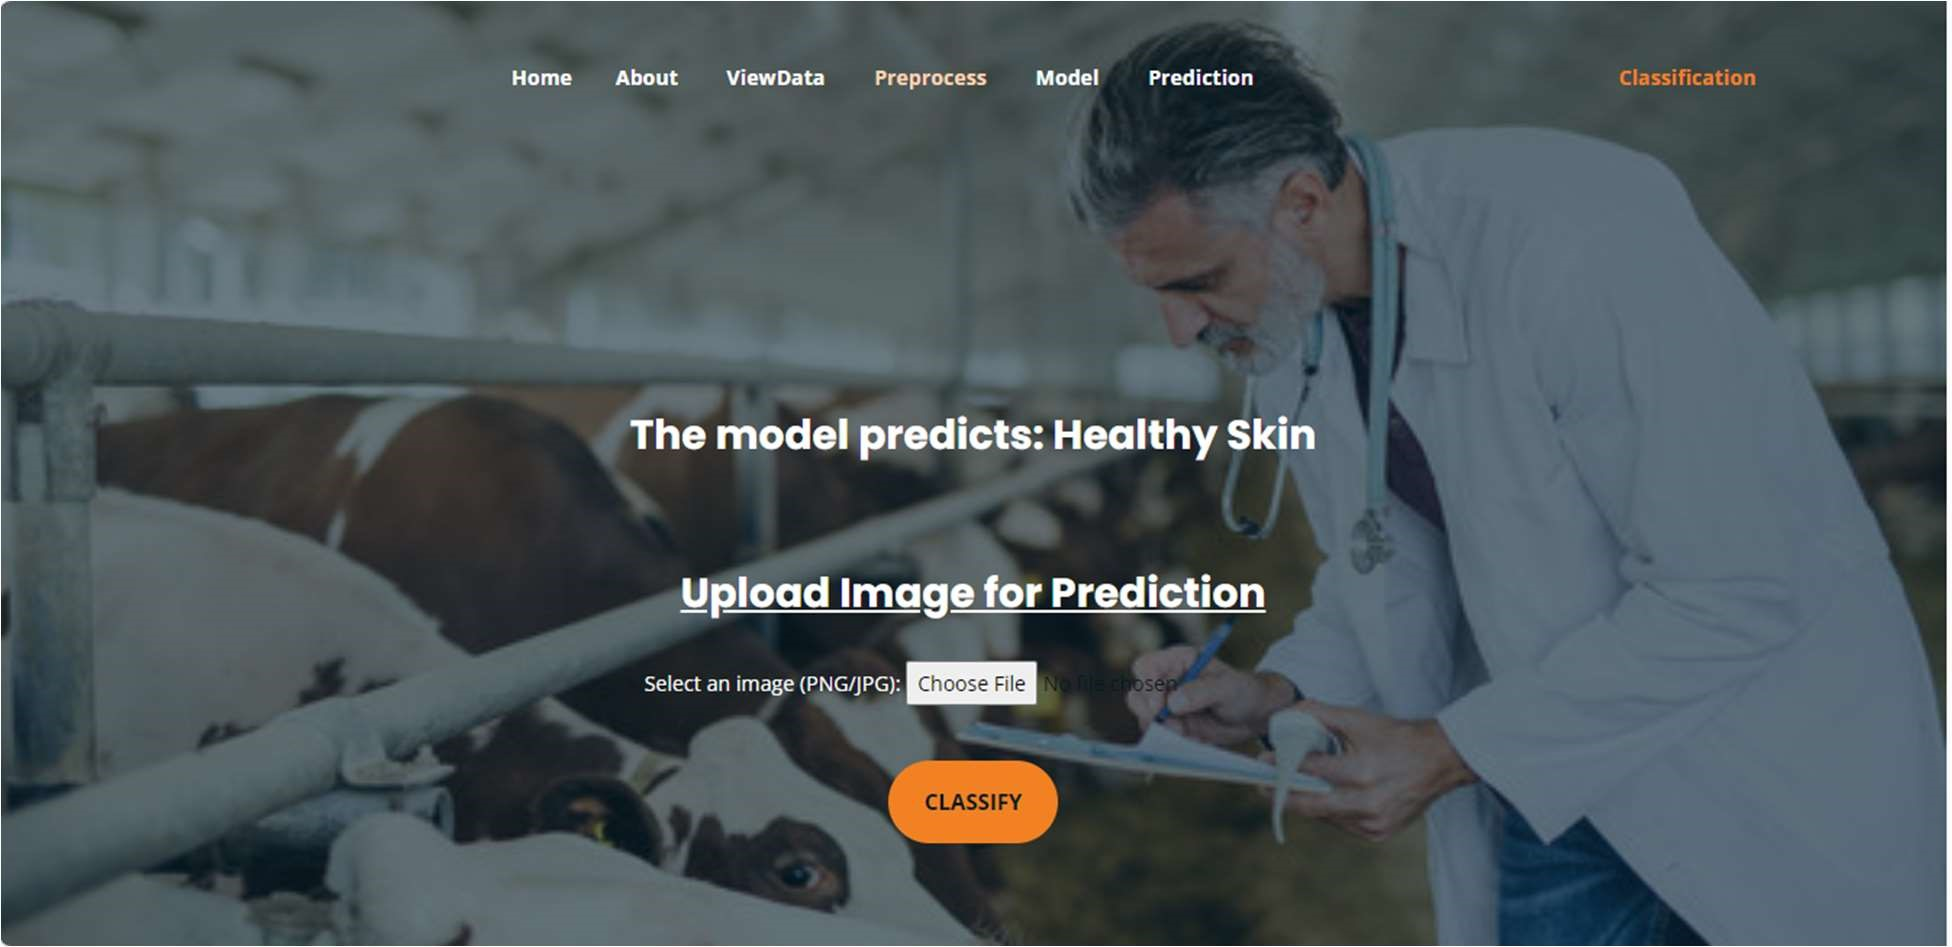 Home About ViewData Preprocess Model Prediction Classification
The model predicts: Healthy Skin
Upload Image for Prediction
Select an image (PNG/JPG): Choose File No file chosen
CLASSIFY